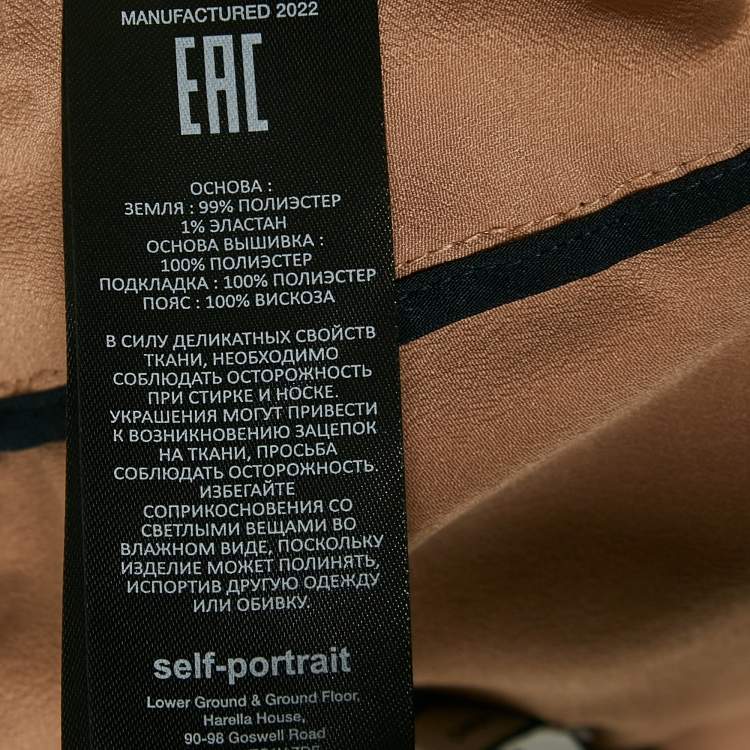 MANUFACTURED 2022
EAC
ОСНОВА :
ЗЕМЛЯ : 99% ПОЛИЭСТЕР
1% ЭЛАСТАН
ОСНОВА ВЫШИВКА :
100% ПОЛИЭСТЕР
ПОДКЛАДКА : 100% ПОЛИЭСТЕР
ПОЯС : 100% ВИСКОЗА
В СИЛУ ДЕЛИКАТНЫХ СВОЙСТВ
ТКАНИ, НЕОБХОДИМО
СОБЛЮДАТЬ ОСТОРОЖНОСТЬ
ПРИ СТИРКЕ И НОСКЕ.
УКРАШЕНИЯ МОГУТ ПРИВЕСТИ
К ВОЗНИКНОВЕНИЮ ЗАЦЕПОК
НА ТКАНИ, ПРОСЬБА
СОБЛЮДАТЬ ОСТОРОЖНОСТЬ.
ИЗБЕГАЙТЕ
СОПРИКОСНОВЕНИЯ СО
СВЕТЛЫМИ ВЕЩАМИ ВО
ВЛАЖНОМ ВИДЕ, ПОСКОЛЬКУ
ИЗДЕЛИЕ МОЖЕТ ПОЛИНЯТЬ,
ИСПОРТИВ ДРУГУЮ ОДЕЖДУ
ИЛИ ОБИВКУ.
self-portrait
Lower Ground & Ground Floor,
Harella House,
90-98 Goswell Road